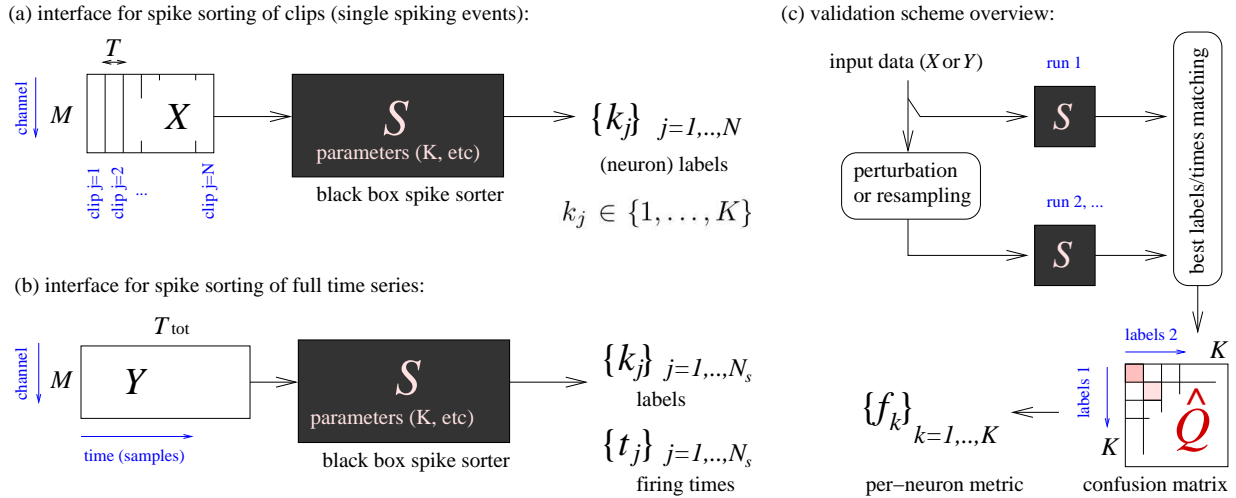 (a) interface for spike sorting of clips (single spiking events):
T
channel
M
X
clip j=1
clip j=2
...
clip j=N
S
parameters (K, etc)
black box spike sorter
{k_j} j=1,..,N
(neuron) labels
k_j ∈ {1, . . . , K}
(b) interface for spike sorting of full time series:
T tot
channel
M
Y
time (samples)
S
parameters (K, etc)
black box spike sorter
{k_j} j=1,..,N_s
labels
{t_j} j=1,..,N_s
firing times
(c) validation scheme overview:
input data (X or Y)
run 1
S
perturbation
or resampling
run 2, ...
S
best labels/times matching
labels 2
K
labels 1
K
Q̂
confusion matrix
{f_k} k=1,..,K
per–neuron metric